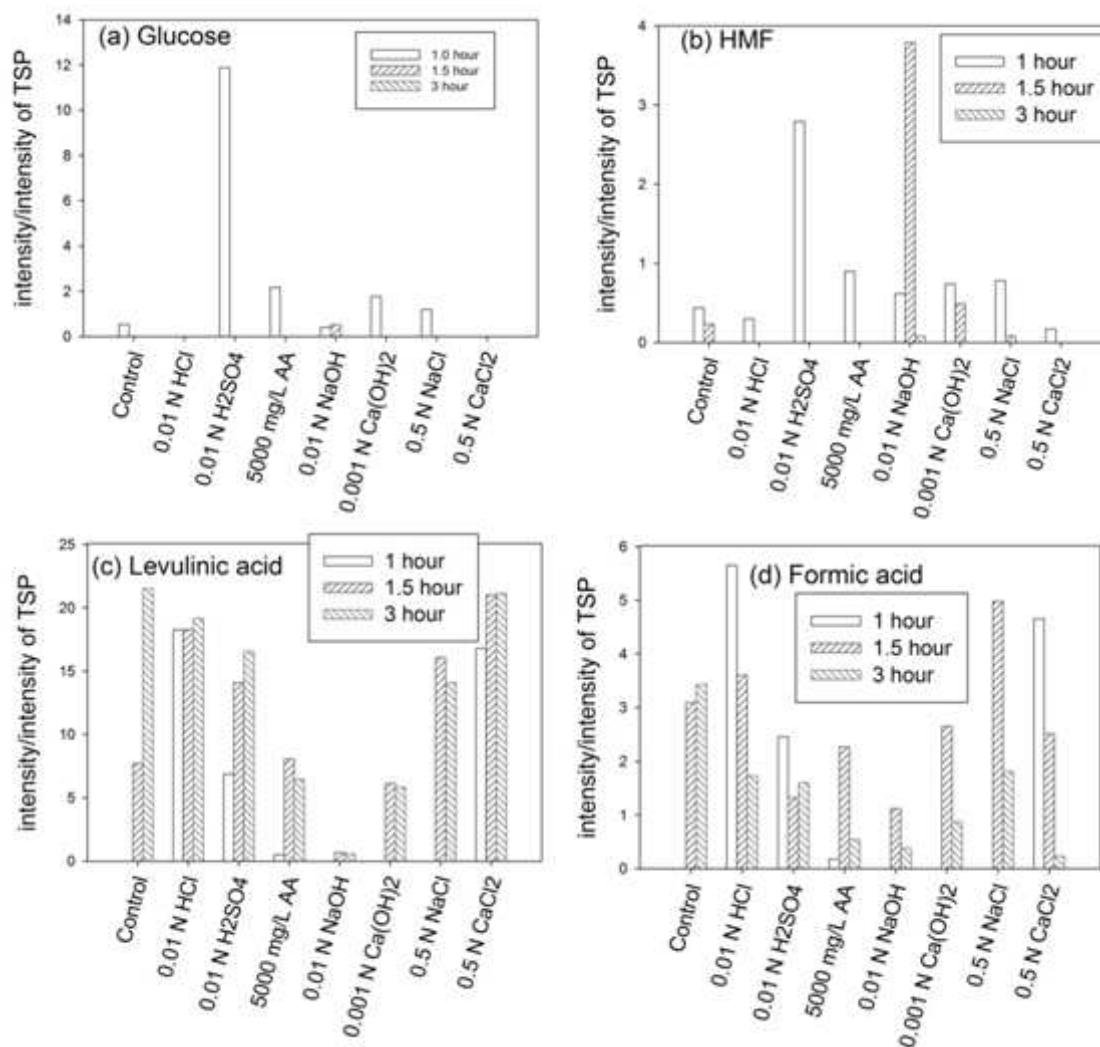 (a) Glucose
1.0 hour
1.5 hour
3 hour
intensity/intensity of TSP
14
12
10
8
6
4
2
0
Control
0.01 N HCl
0.01 N H2SO4
5000 mg/L AA
0.01 N NaOH
0.001 N Ca(OH)2
0.5 N NaCl
0.5 N CaCl2
(b) HMF
1 hour
1.5 hour
3 hour
intensity/intensity of TSP
4
3
2
1
0
Control
0.01 N HCl
0.01 N H2SO4
5000 mg/L AA
0.01 N NaOH
0.001 N Ca(OH)2
0.5 N NaCl
0.5 N CaCl2
(c) Levulinic acid
1 hour
1.5 hour
3 hour
intensity/intensity of TSP
25
20
15
10
5
0
Control
0.01 N HCl
0.01 N H2SO4
5000 mg/L AA
0.01 N NaOH
0.001 N Ca(OH)2
0.5 N NaCl
0.5 N CaCl2
(d) Formic acid
1 hour
1.5 hour
3 hour
intensity/intensity of TSP
6
5
4
3
2
1
0
Control
0.01 N HCl
0.01 N H2SO4
5000 mg/L AA
0.01 N NaOH
0.001 N Ca(OH)2
0.5 N NaCl
0.5 N CaCl2